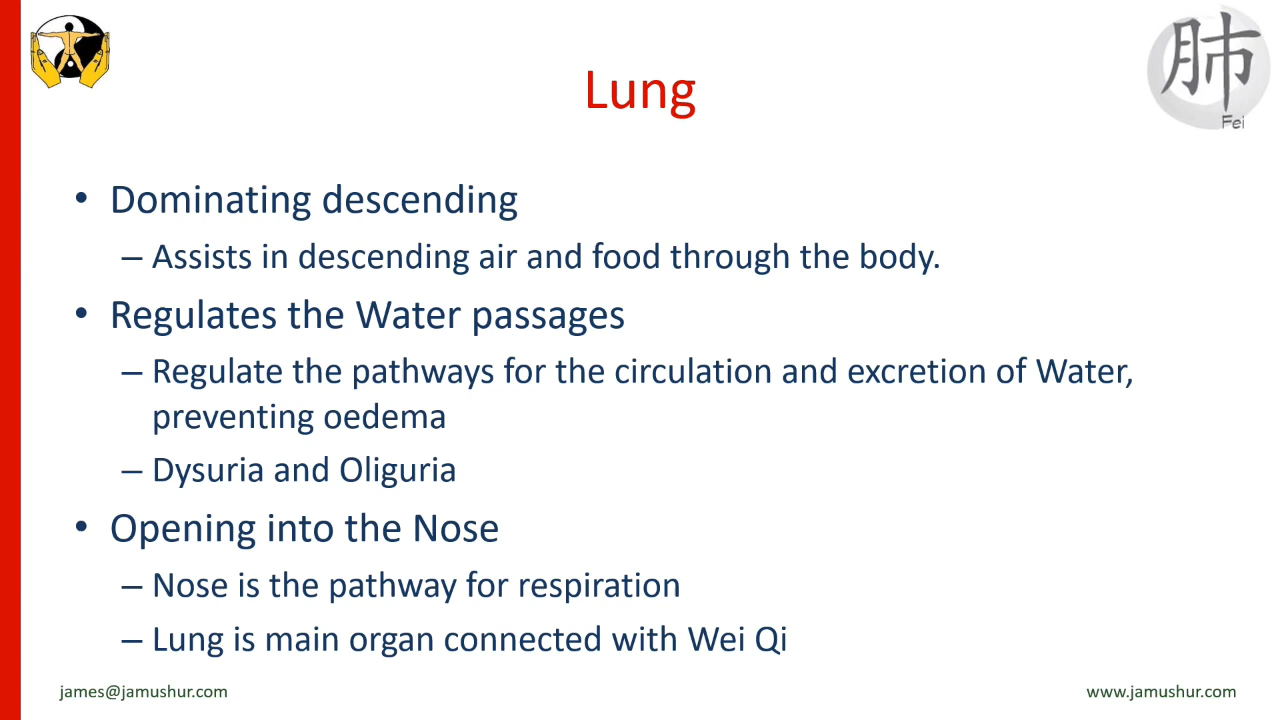 肺
Fei
Lung
• Dominating descending
– Assists in descending air and food through the body.
• Regulates the Water passages
– Regulate the pathways for the circulation and excretion of Water,
preventing oedema
– Dysuria and Oliguria
• Opening into the Nose
– Nose is the pathway for respiration
– Lung is main organ connected with Wei Qi
james@jamushur.com
www.jamushur.com